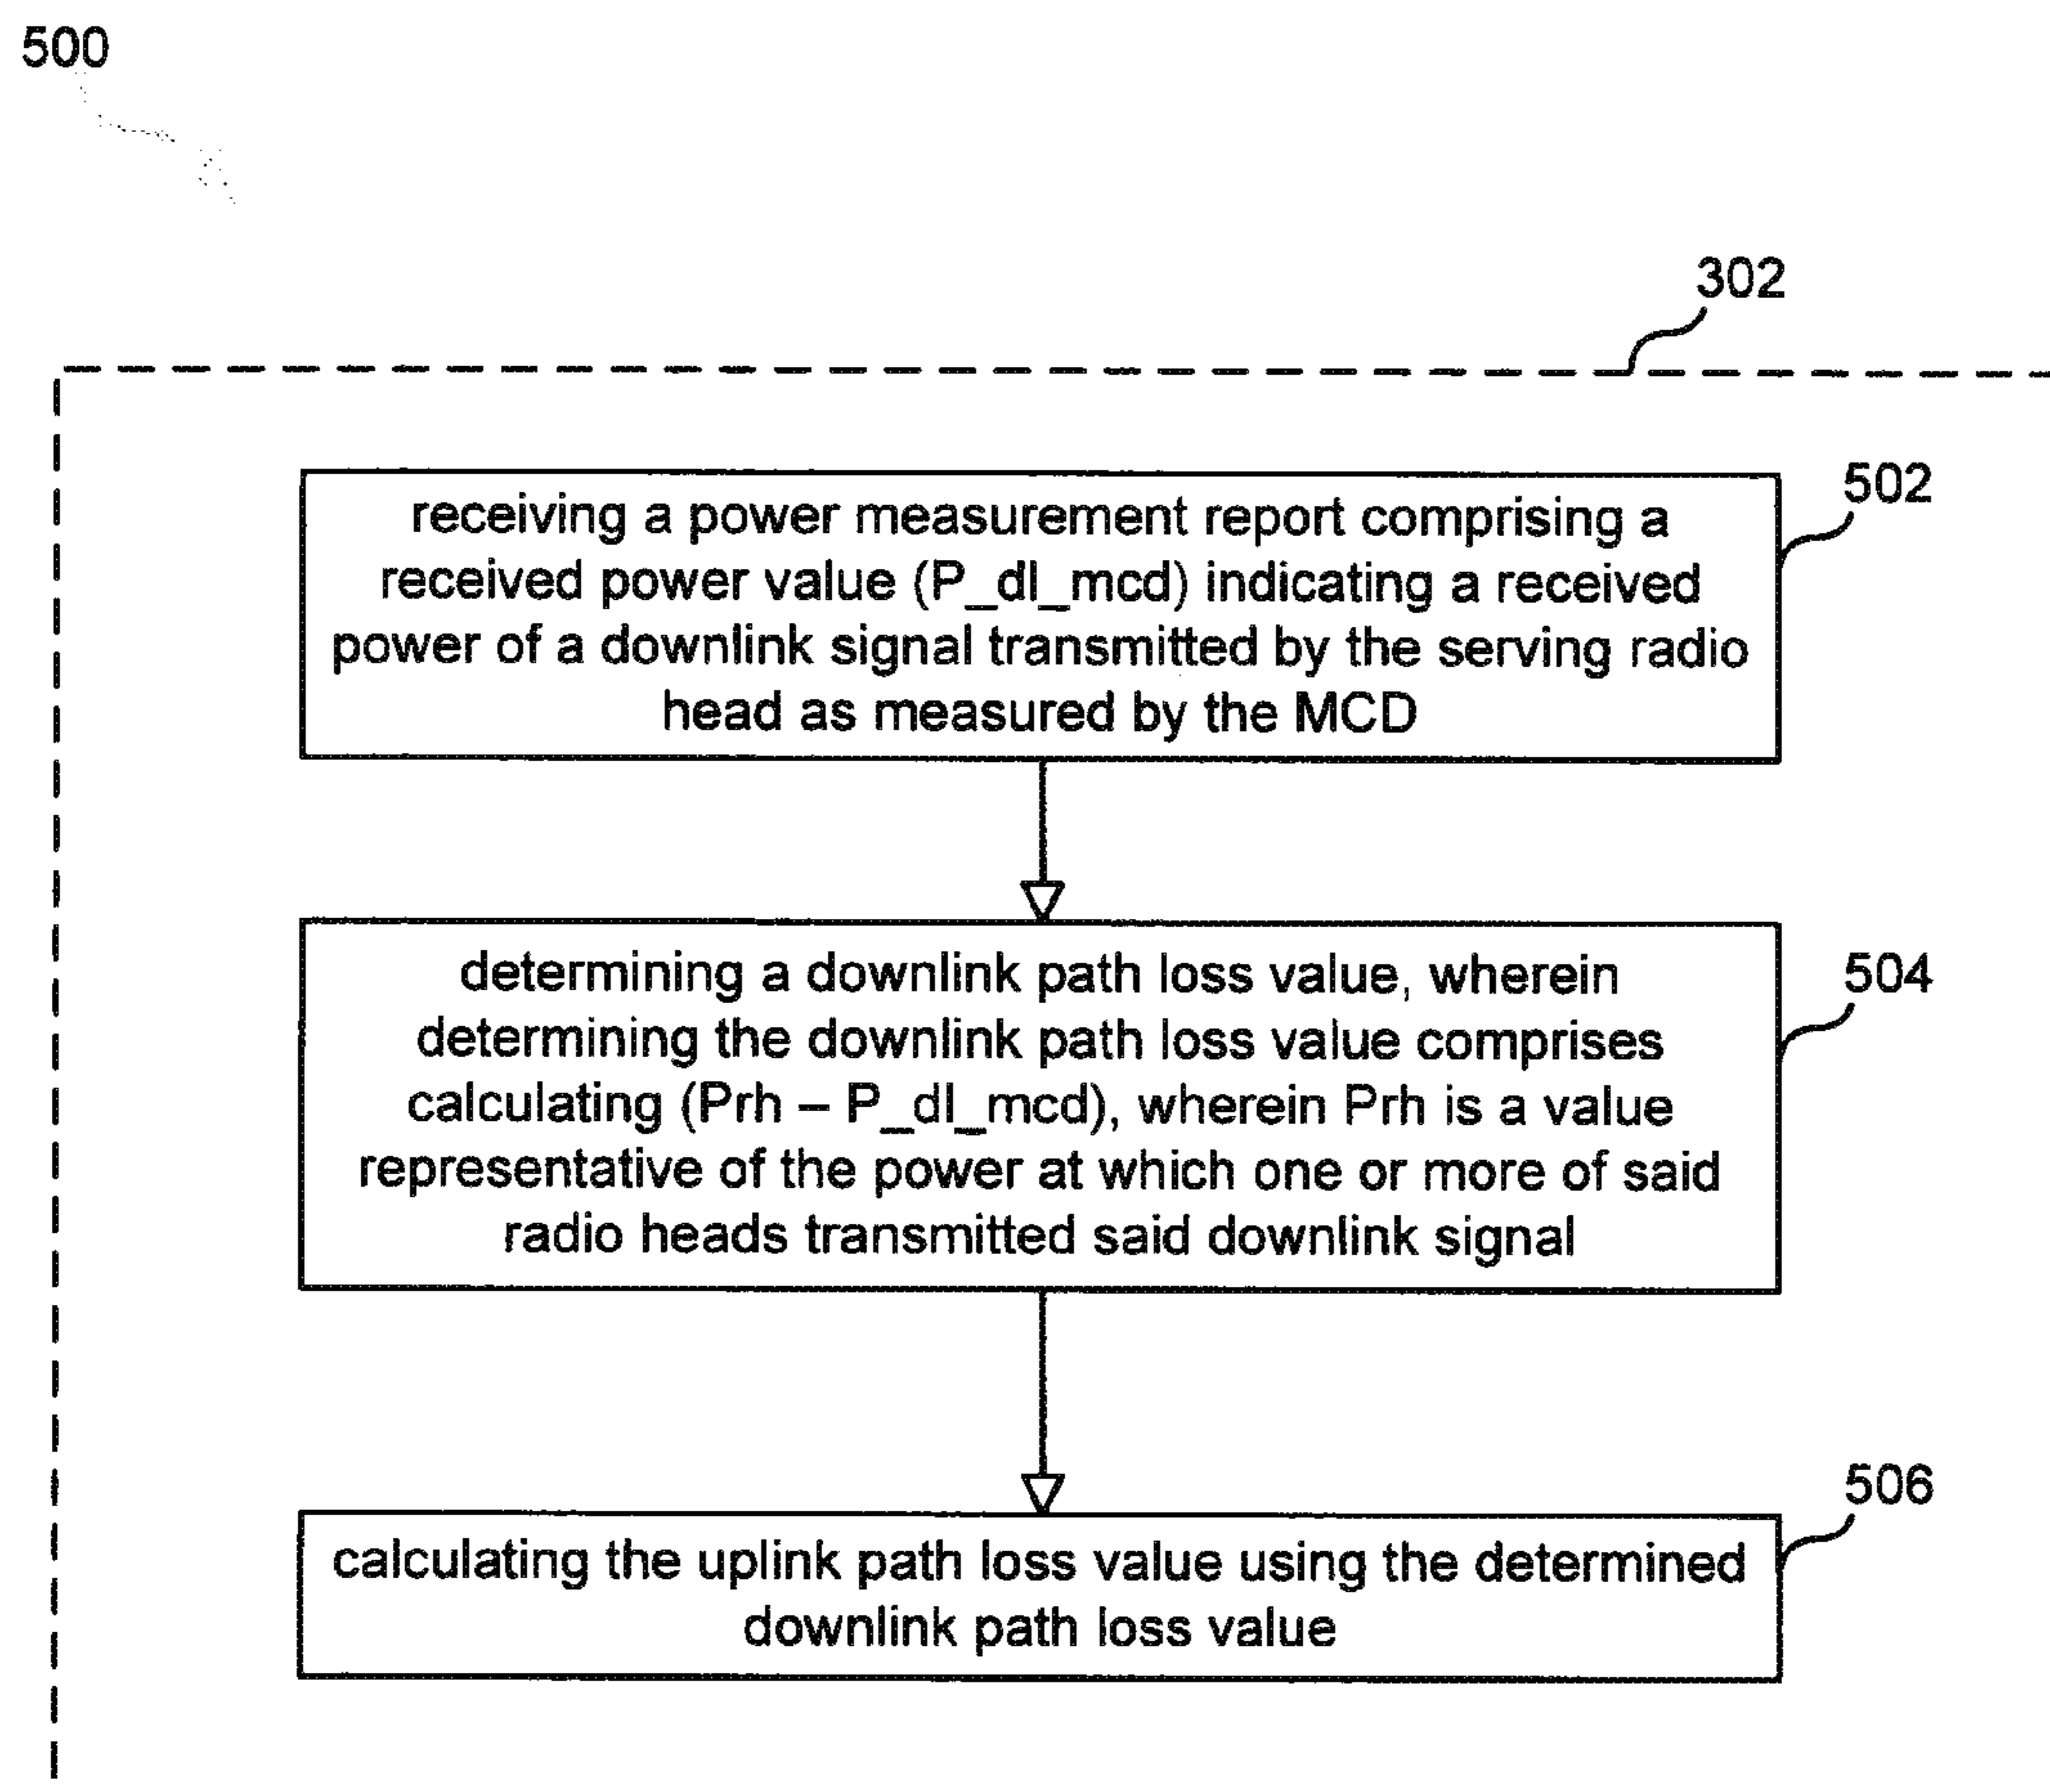 500
302
502
receiving a power measurement report comprising a
received power value (P_dl_mcd) indicating a received
power of a downlink signal transmitted by the serving radio
head as measured by the MCD
504
determining a downlink path loss value, wherein
determining the downlink path loss value comprises
calculating (Prh – P_dl_mcd), wherein Prh is a value
representative of the power at which one or more of said
radio heads transmitted said downlink signal
506
calculating the uplink path loss value using the determined
downlink path loss value